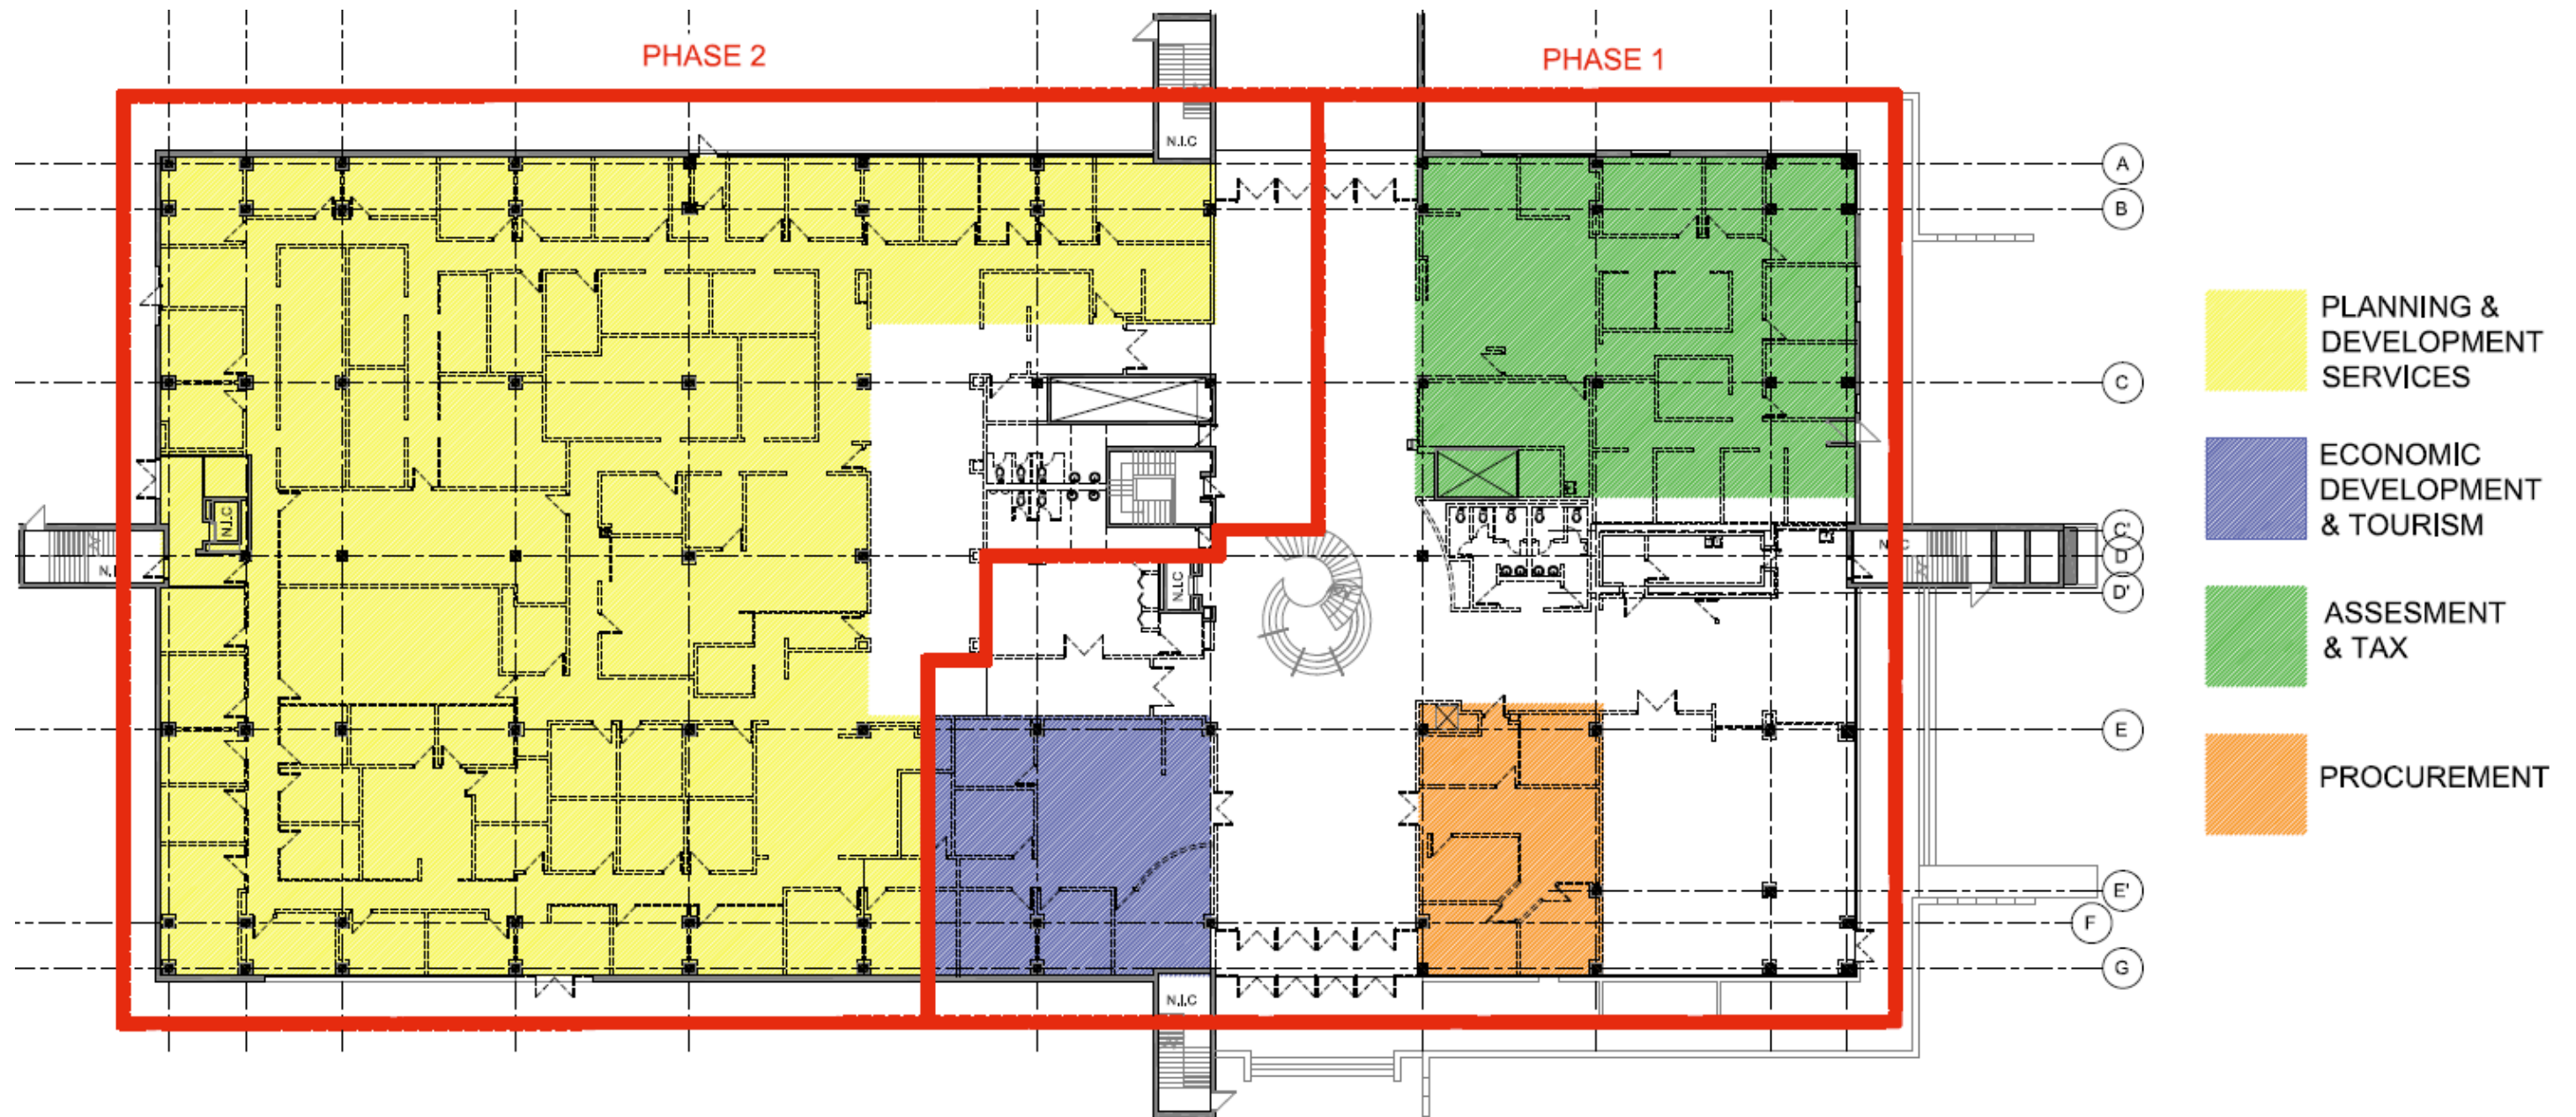 PHASE 2
PHASE 1
N.I.C
A
B
PLANNING &
DEVELOPMENT
SERVICES
C
ECONOMIC
DEVELOPMENT
& TOURISM
N.I.C
C'
D
D'
N.I.C
ASSESMENT
& TAX
E
PROCUREMENT
E'
F
G
N.I.C